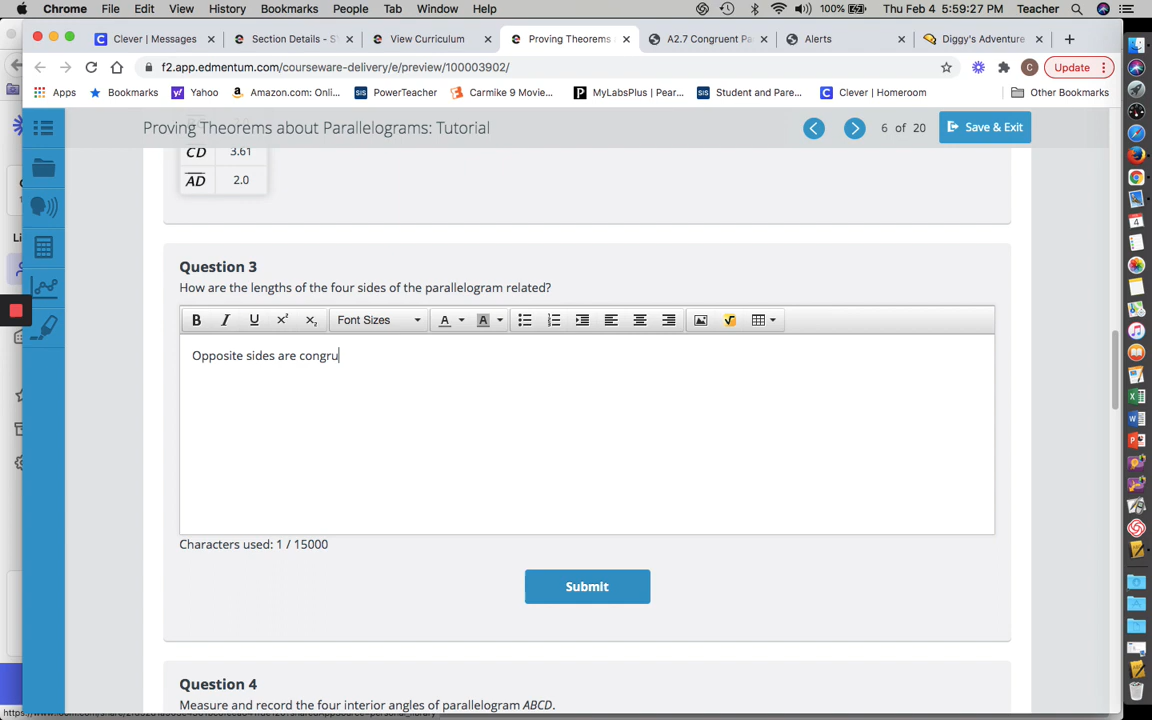 Chrome File Edit View History Bookmarks People Tab Window Help 100% Thu Feb 4 5:59:27 PM Teacher
Clever | Messages
Section Details - S
View Curriculum
Proving Theorems
A2.7 Congruent Pa
Alerts
Diggy's Adventure
f2.app.edmentum.com/courseware-delivery/e/preview/100003902/
C
Update
Apps Bookmarks Yahoo Amazon.com: Onli... PowerTeacher Carmike 9 Movie... MyLabsPlus | Pear... Student and Pare... Clever | Homeroom Other Bookmarks
Proving Theorems about Parallelograms: Tutorial
6 of 20
Save & Exit
CD 3.61
AD 2.0
Question 3
How are the lengths of the four sides of the parallelogram related?
B I U X² X₂ Font Sizes A A
Opposite sides are congru
Characters used: 1 / 15000
Submit
Question 4
Measure and record the four interior angles of parallelogram ABCD.